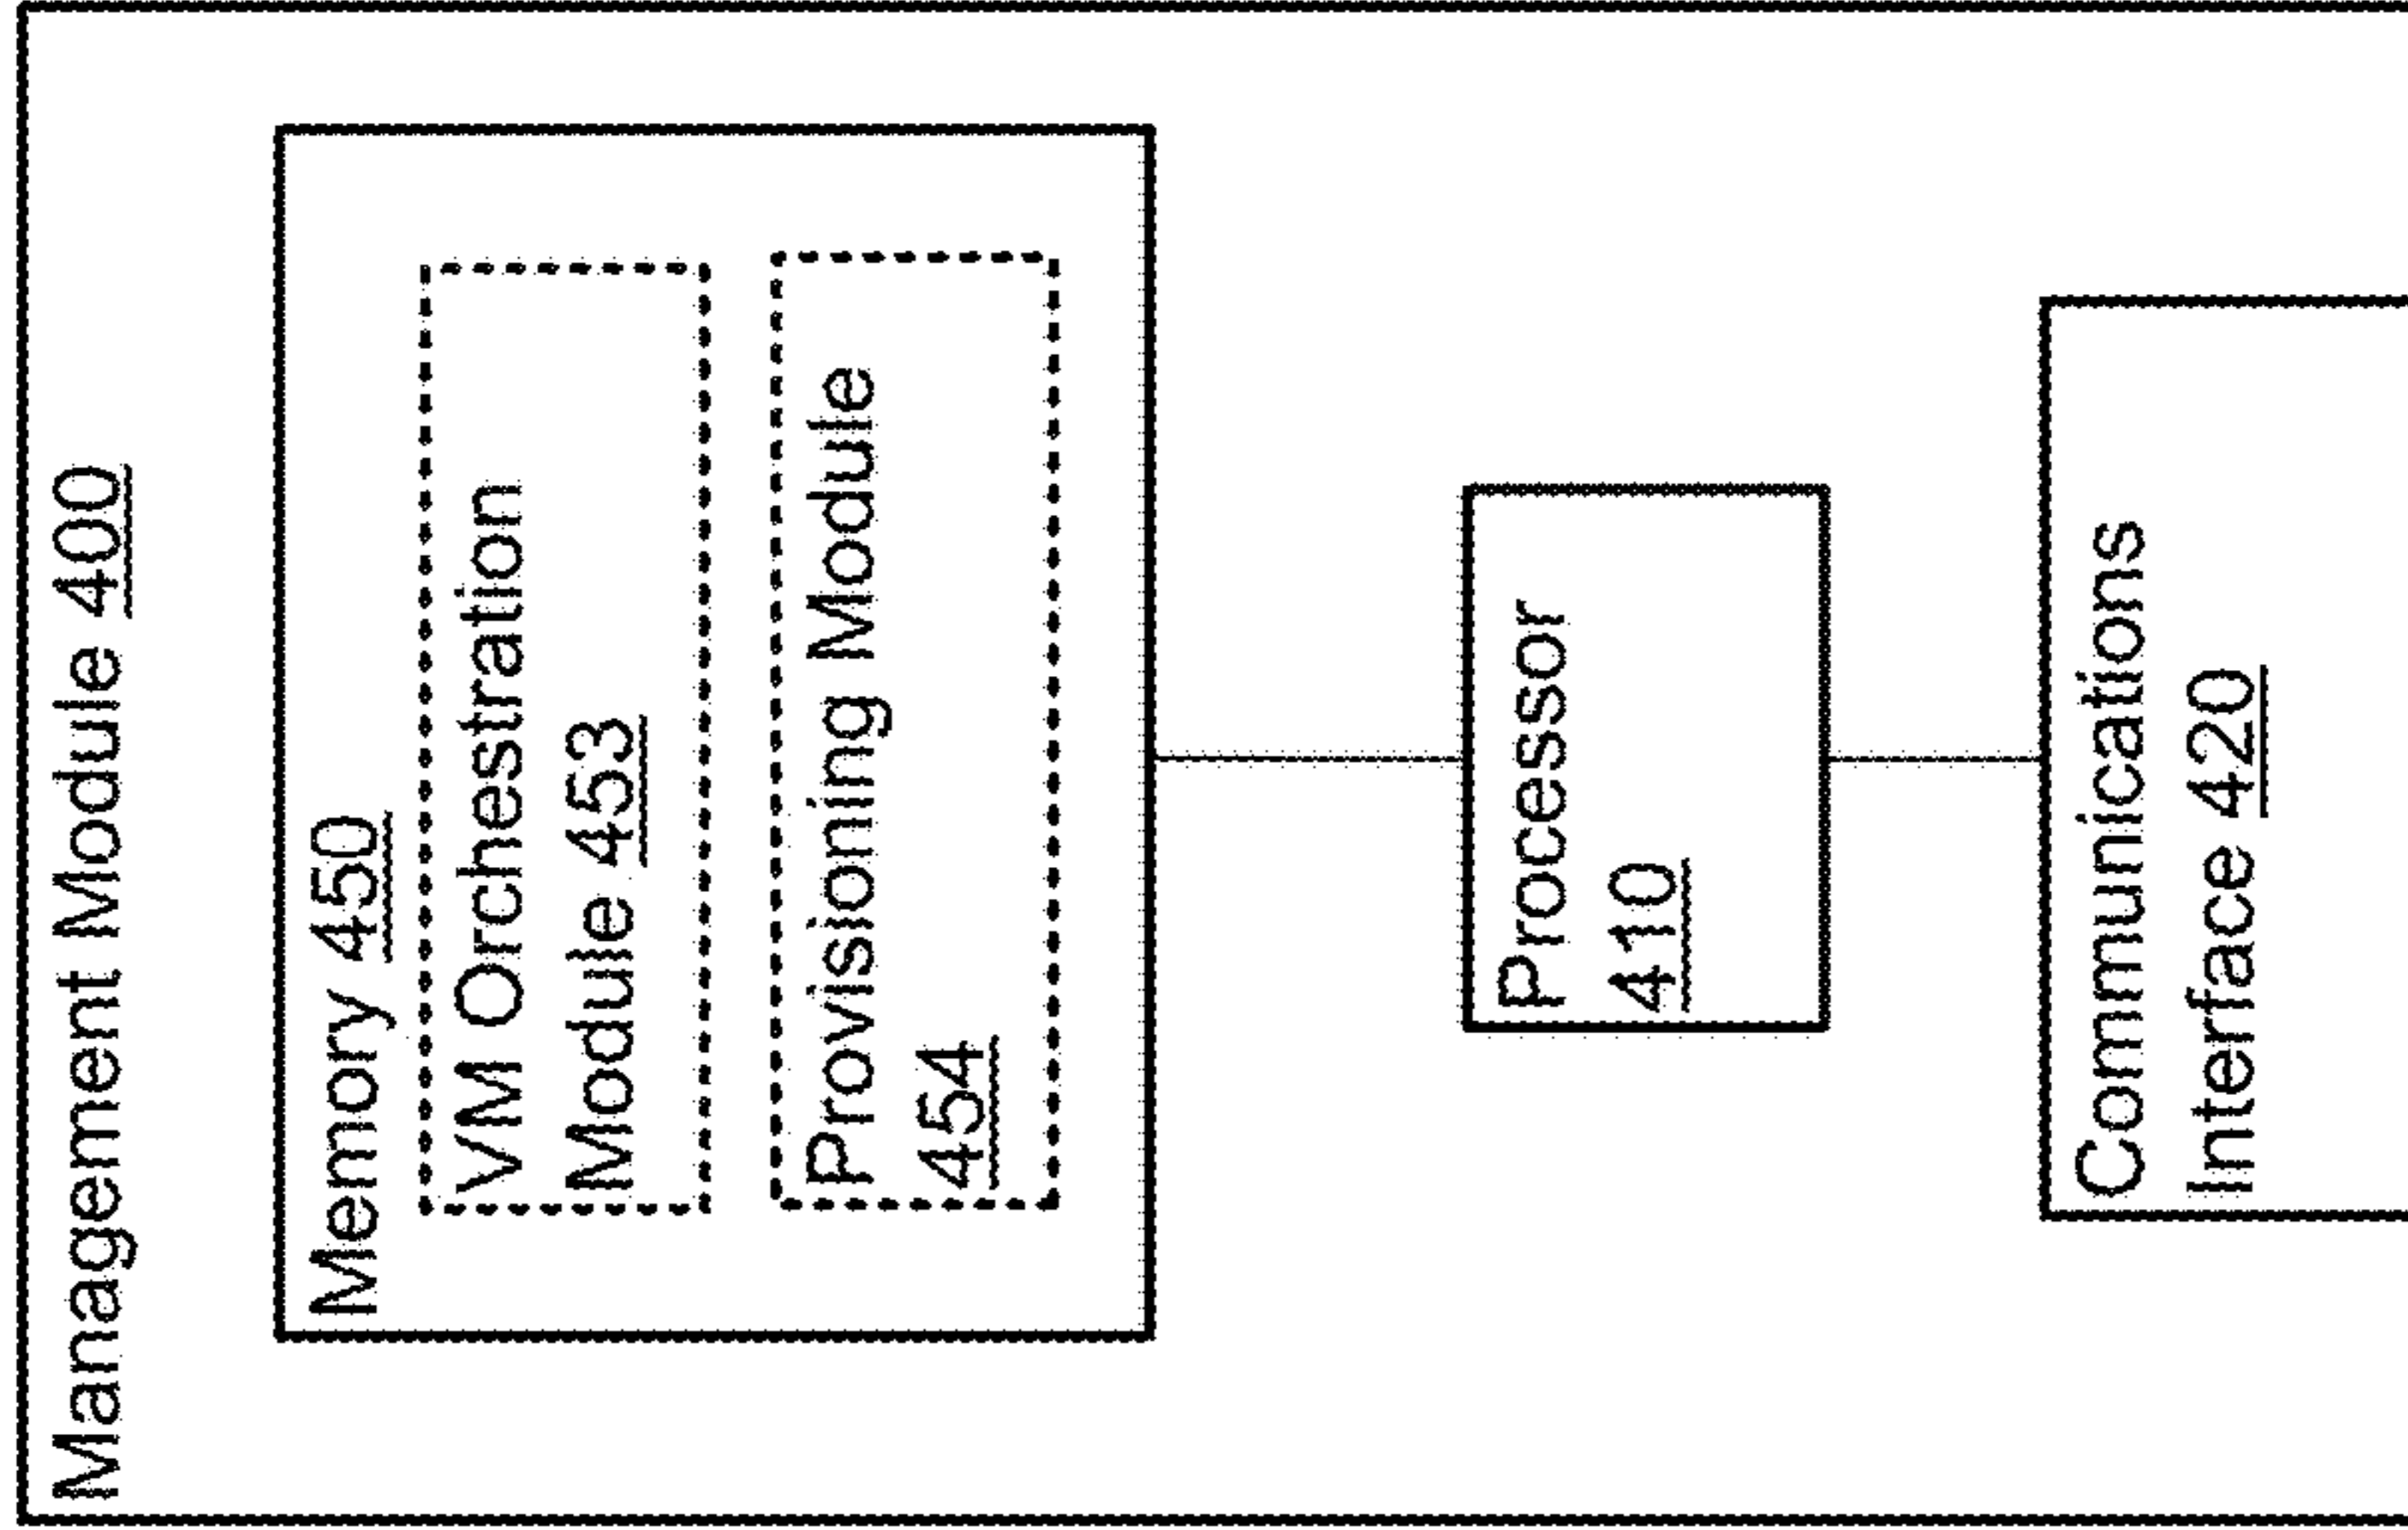 Management Module 400
Memory 450
VM Orchestration
Module 453
Provisioning Module
454
Processor
410
Communications
Interface 420